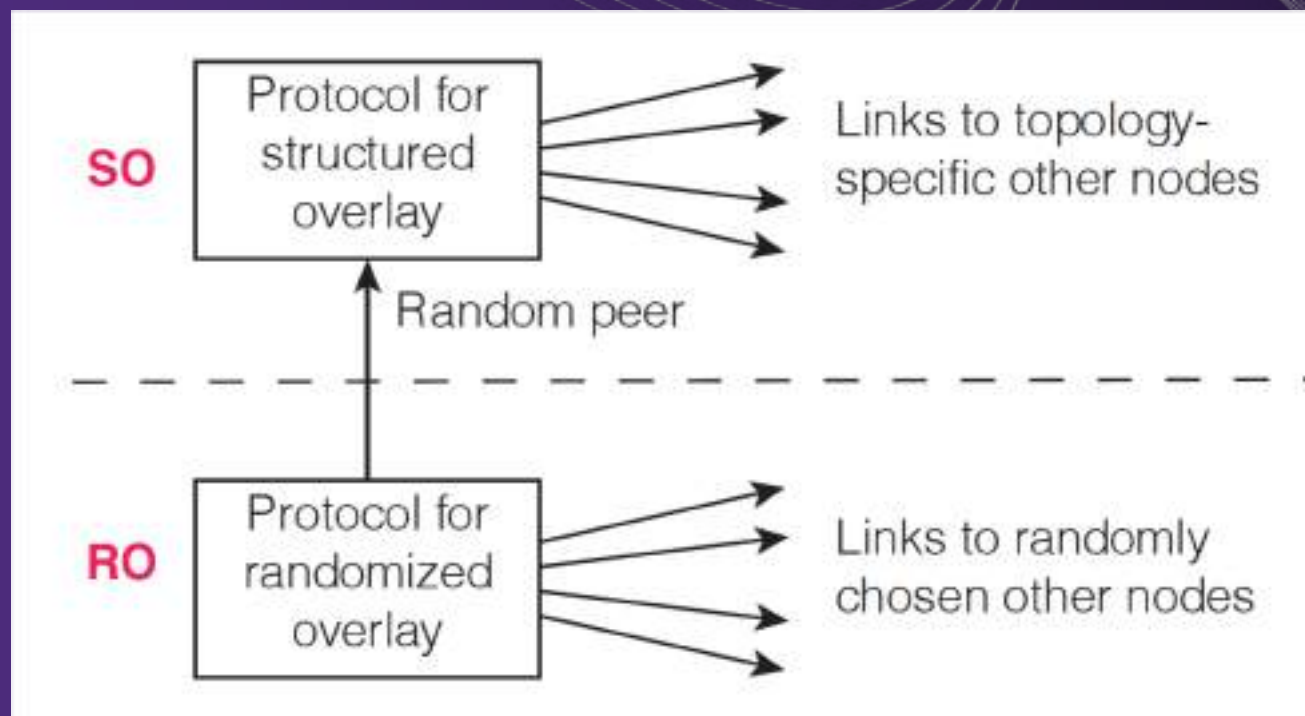 SO
Protocol for
structured
overlay
Links to topology-
specific other nodes
Random peer
RO
Protocol for
randomized
overlay
Links to randomly
chosen other nodes